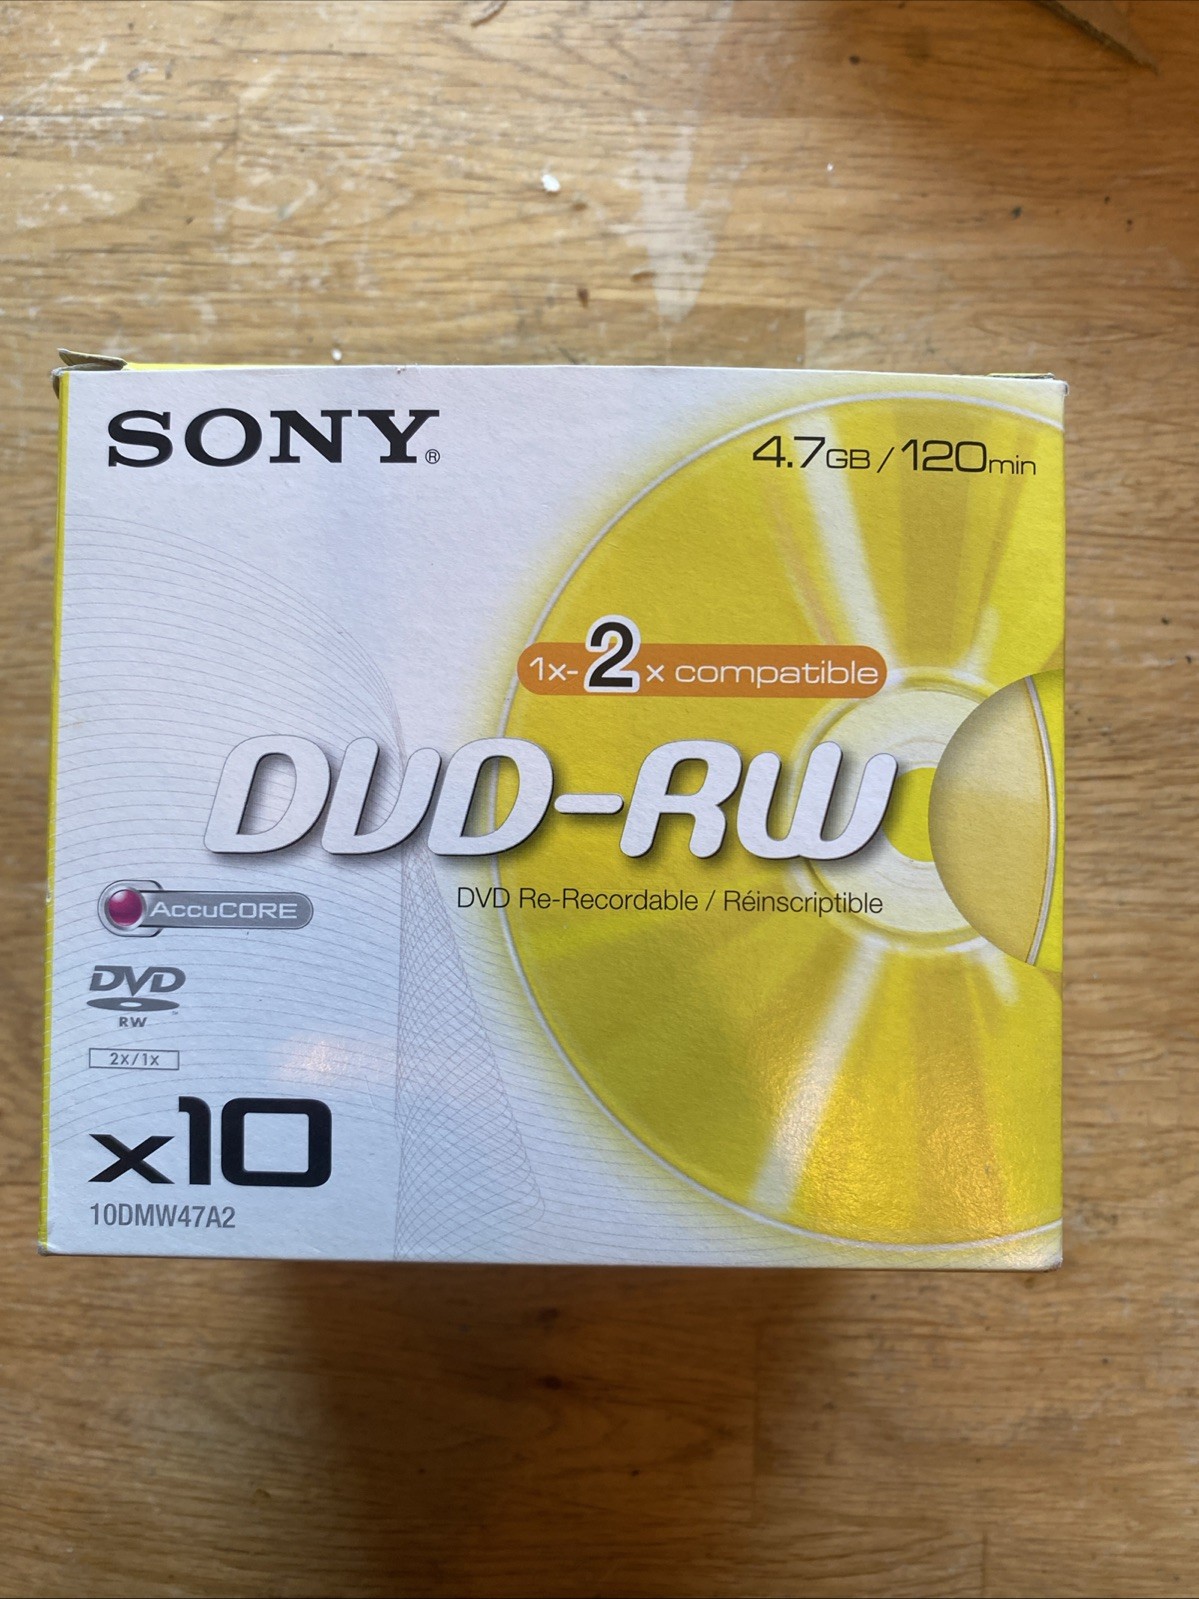 SONY®
4.7GB / 120min
1x-2x compatible
DVD-RW
DVD Re-Recordable / Réinscriptible
AccuCORE
DVD
RW
2x/1x
x10
10DMW47A2